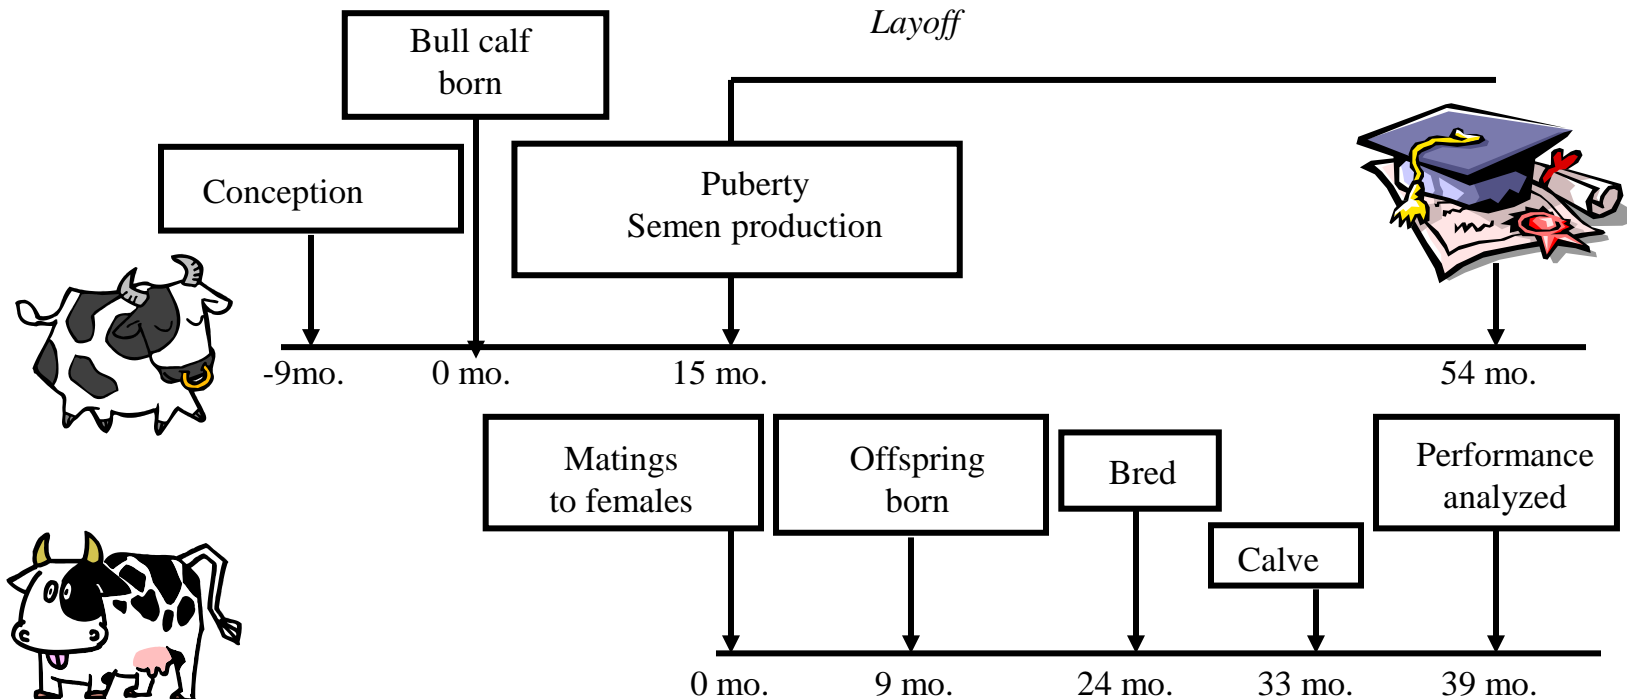 Layoff
Bull calf
born
Conception
Puberty
Semen production
-9mo.
0 mo.
15 mo.
54 mo.
Matings
to females
Offspring
born
Bred
Calve
Performance
analyzed
0 mo.
9 mo.
24 mo.
33 mo.
39 mo.